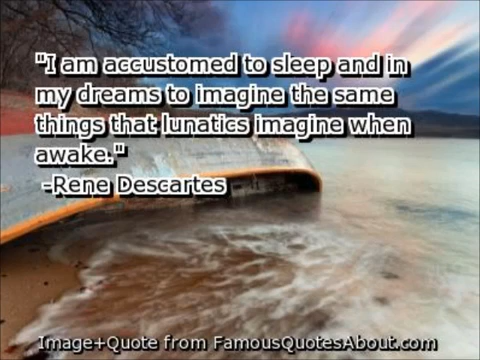 "I am accustomed to sleep and in
my dreams to imagine the same
things that lunatics imagine when
awake."
-Rene Descartes
Image+Quote from FamousQuotesAbout.com